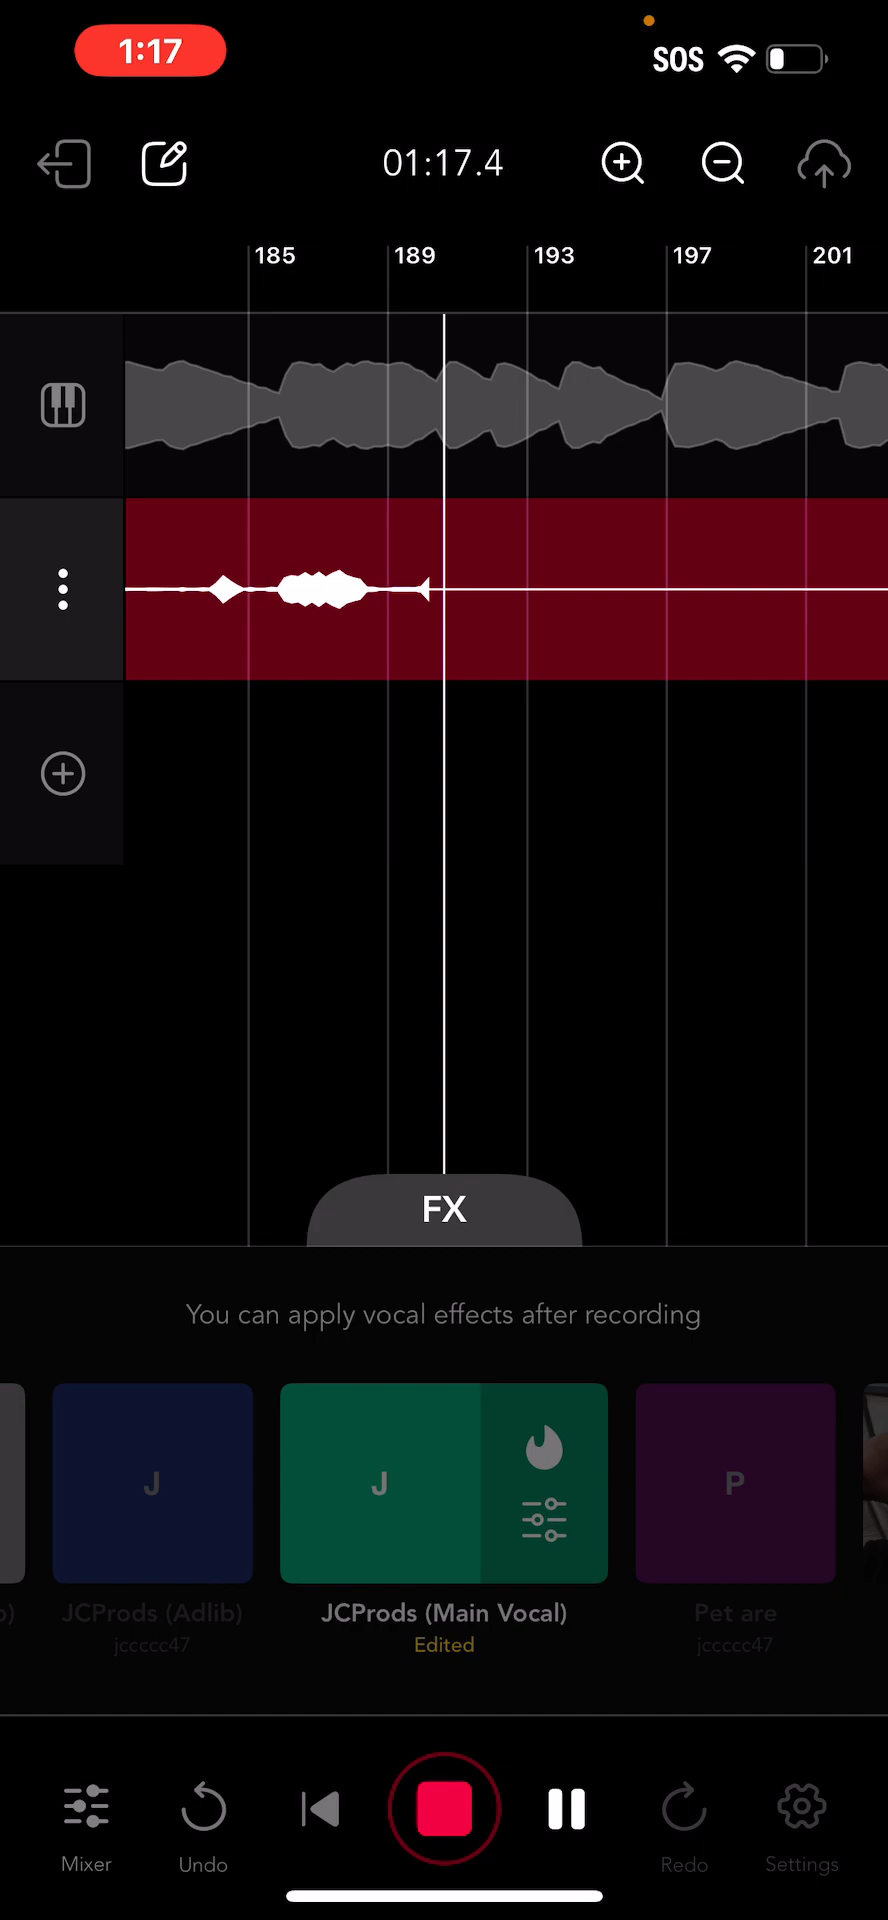 1:17
SOS
01:17.4
185 189 193 197 201
FX
You can apply vocal effects after recording
J J P
JCProds (Adlib) JCProds (Main Vocal) Pet are
jccccc47 Edited jccccc47
Mixer Undo Redo Settings